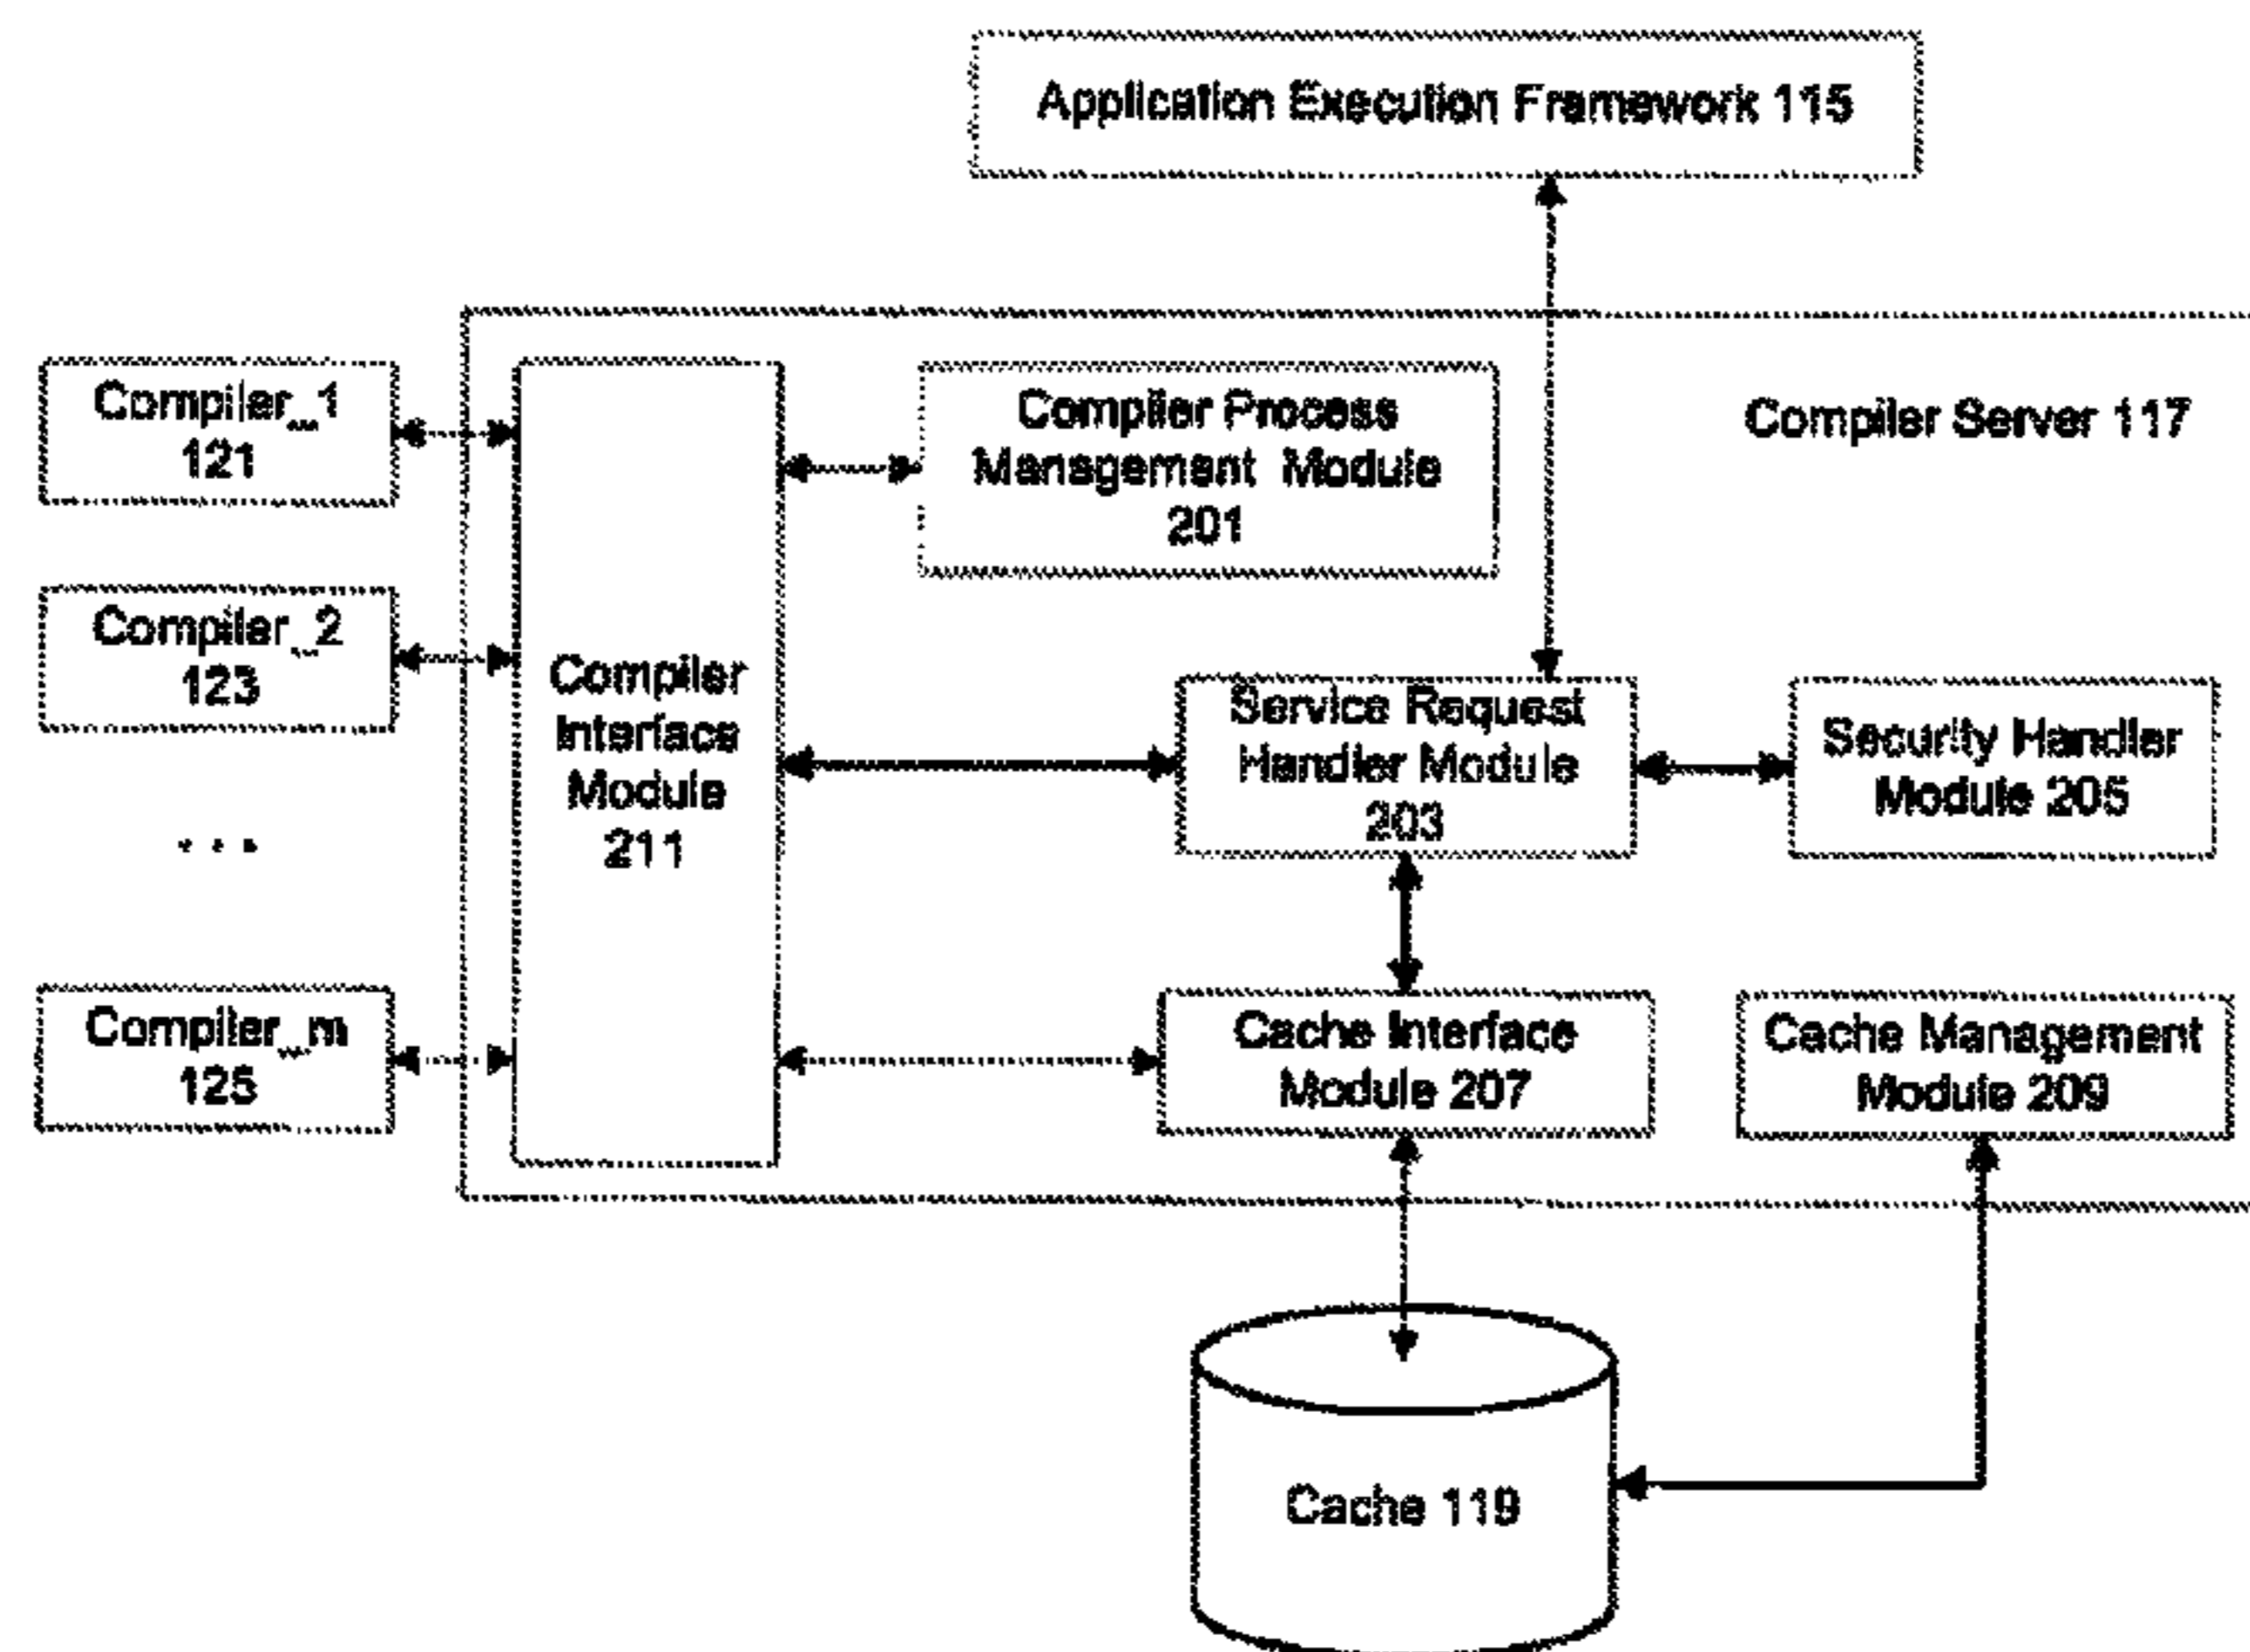 Application Execution Framework 115
Compiler Server 117
Compiler_1
121
Compiler_2
123
. . .
Compiler_m
125
Compiler
Interface
Module
211
Compiler Process
Management Module
201
Service Request
Handler Module
203
Security Handler
Module 205
Cache Interface
Module 207
Cache Management
Module 209
Cache 119